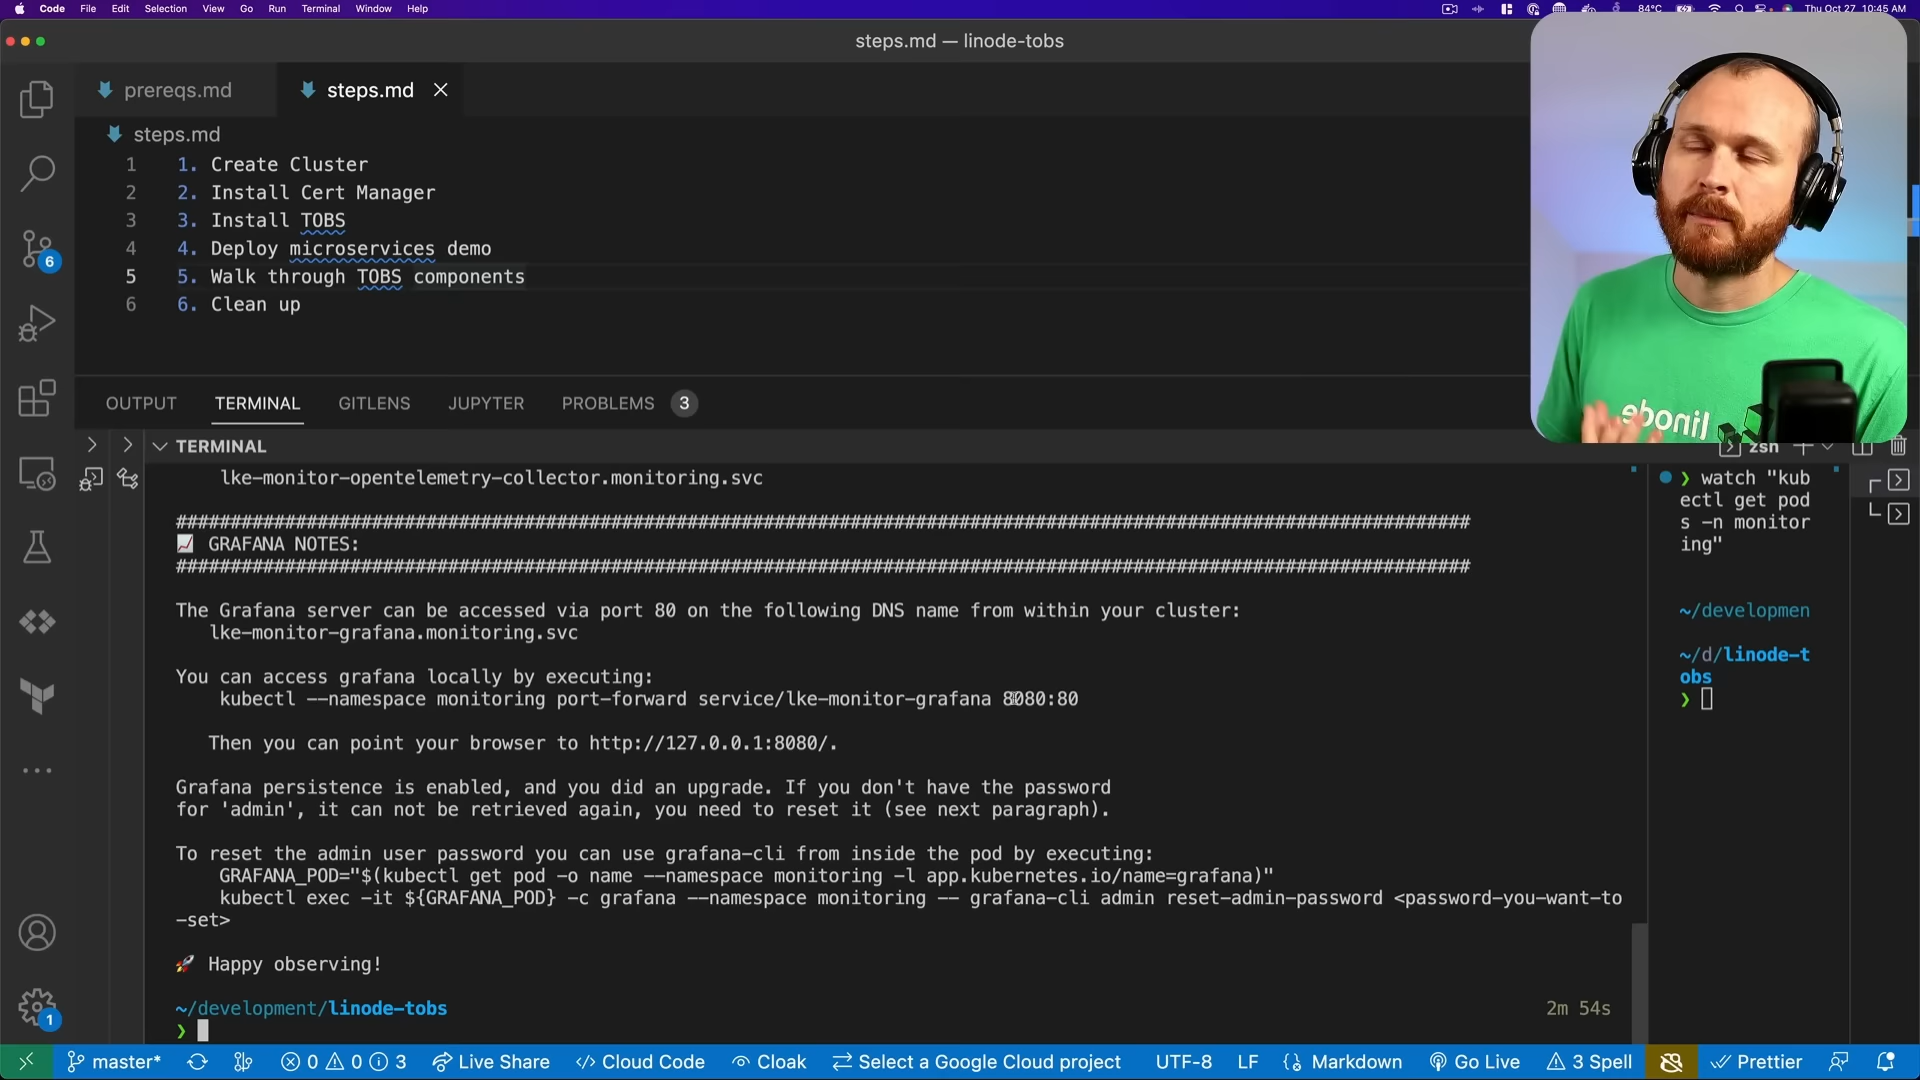 Code File Edit Selection View Go Run Terminal Window Help 84°C Thu Oct 27 10:45 AM
steps.md — linode-tobs
prereqs.md steps.md
steps.md
1 1. Create Cluster
2 2. Install Cert Manager
3 3. Install TOBS
4 4. Deploy microservices demo
5 5. Walk through TOBS components
6 6. Clean up
linode
6
OUTPUT TERMINAL GITLENS JUPYTER PROBLEMS 3
TERMINAL zsh
lke-monitor-opentelemetry-collector.monitoring.svc
########################################################################################################################
📈 GRAFANA NOTES:
########################################################################################################################
The Grafana server can be accessed via port 80 on the following DNS name from within your cluster:
lke-monitor-grafana.monitoring.svc
You can access grafana locally by executing:
kubectl --namespace monitoring port-forward service/lke-monitor-grafana 8080:80
Then you can point your browser to http://127.0.0.1:8080/.
Grafana persistence is enabled, and you did an upgrade. If you don't have the password
for 'admin', it can not be retrieved again, you need to reset it (see next paragraph).
To reset the admin user password you can use grafana-cli from inside the pod by executing:
GRAFANA_POD="$(kubectl get pod -o name --namespace monitoring -l app.kubernetes.io/name=grafana)"
kubectl exec -it ${GRAFANA_POD} -c grafana --namespace monitoring -- grafana-cli admin reset-admin-password <password-you-want-to
-set>
🚀 Happy observing!
~/development/linode-tobs 2m 54s
❯
❯ watch "kub
ectl get pod
s -n monitor
ing"
~/developmen
~/d/linode-t
obs
❯
1
master* 0 0 3 Live Share Cloud Code Cloak Select a Google Cloud project UTF-8 LF Markdown Go Live 3 Spell Prettier